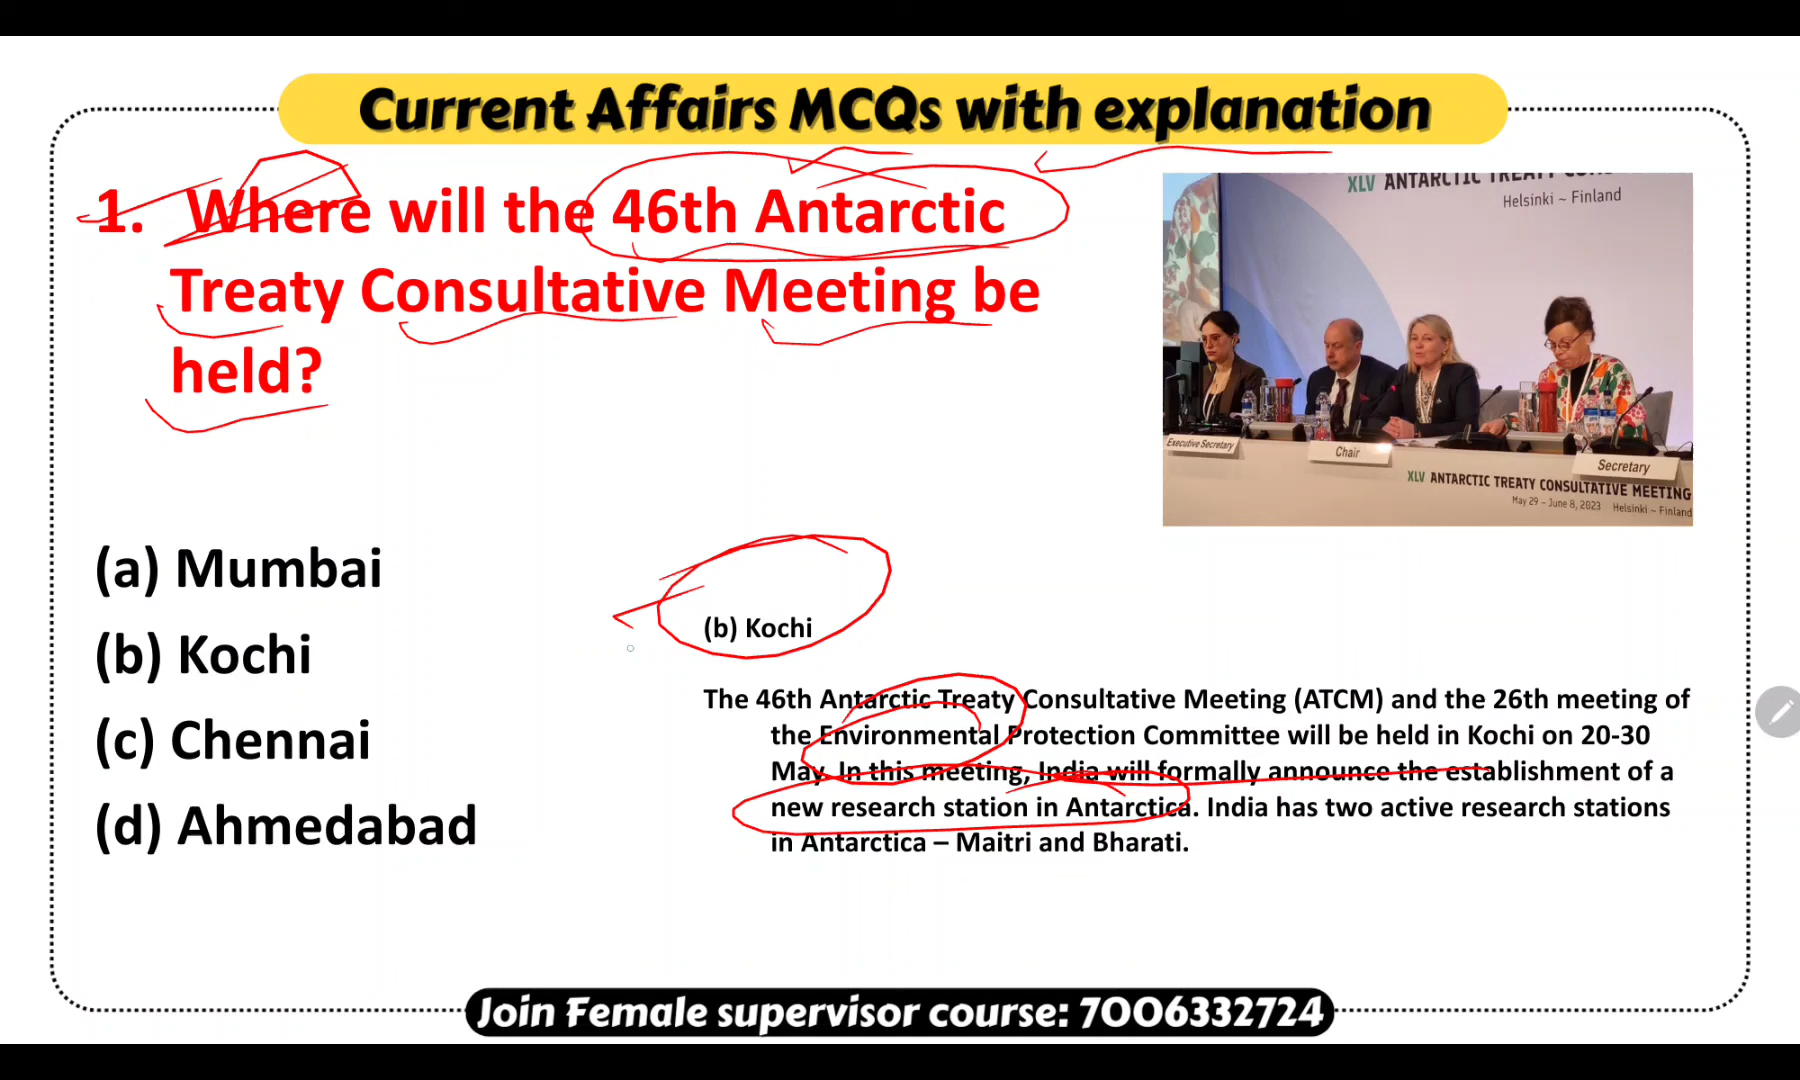 Current Affairs MCQs with explanation
1. Where will the 46th Antarctic
Treaty Consultative Meeting be
held?
XLV ANTARCTIC TREATY
Helsinki ~ Finland
Executive Secretary
Chair
Secretary
XLV ANTARCTIC TREATY CONSULTATIVE MEETING
May 29 – June 8, 2023 Helsinki ~ Finland
(a) Mumbai
(b) Kochi
(c) Chennai
(d) Ahmedabad
(b) Kochi
The 46th Antarctic Treaty Consultative Meeting (ATCM) and the 26th meeting of
the Environmental Protection Committee will be held in Kochi on 20-30
May. In this meeting, India will formally announce the establishment of a
new research station in Antarctica. India has two active research stations
in Antarctica – Maitri and Bharati.
Join Female supervisor course: 7006332724